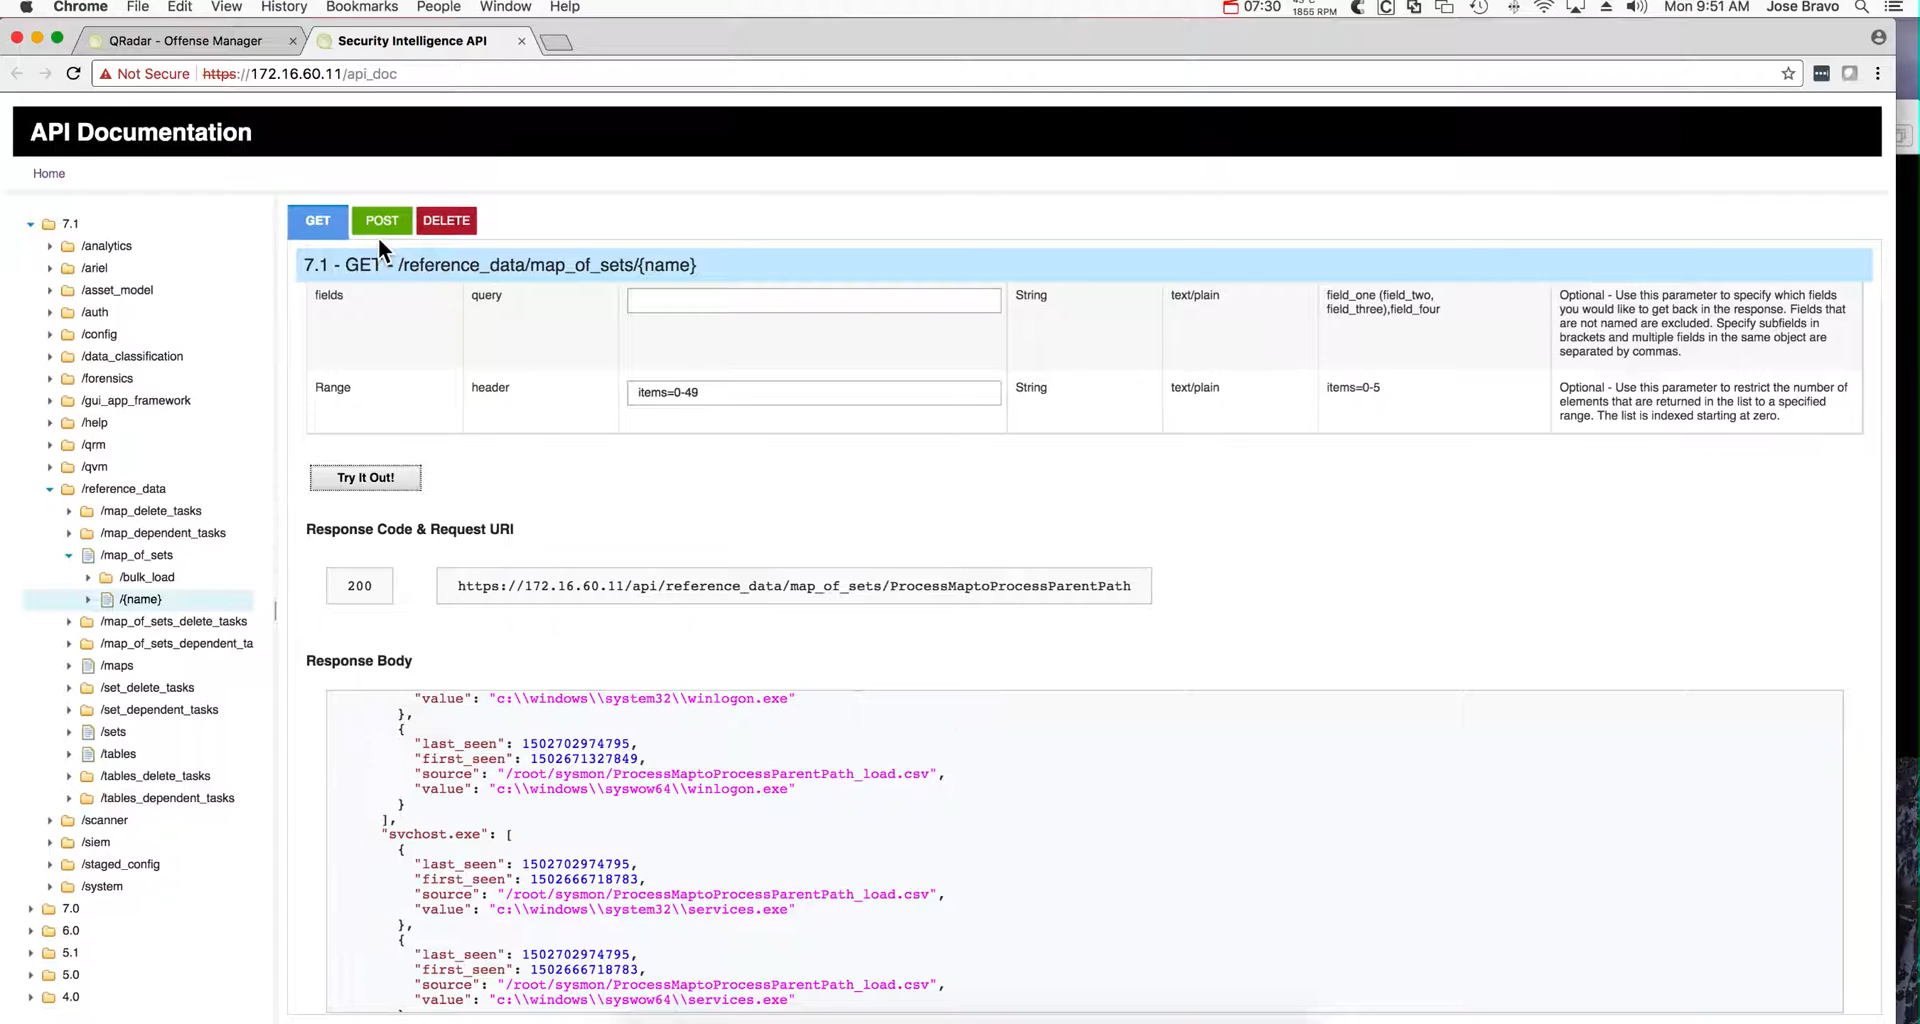 Chrome File Edit View History Bookmarks People Window Help 07:30 1855 RPM Mon 9:51 AM Jose Bravo
QRadar - Offense Manager × Security Intelligence API ×
Not Secure https://172.16.60.11/api_doc
API Documentation
Home
7.1
/analytics
/ariel
/asset_model
/auth
/config
/data_classification
/forensics
/gui_app_framework
/help
/qrm
/qvm
/reference_data
/map_delete_tasks
/map_dependent_tasks
/map_of_sets
/bulk_load
/{name}
/map_of_sets_delete_tasks
/map_of_sets_dependent_ta
/maps
/set_delete_tasks
/set_dependent_tasks
/sets
/tables
/tables_delete_tasks
/tables_dependent_tasks
/scanner
/siem
/staged_config
/system
7.0
6.0
5.1
5.0
4.0
GET POST DELETE
7.1 - GET - /reference_data/map_of_sets/{name}
fields query String text/plain field_one (field_two,
field_three),field_four
Optional - Use this parameter to specify which fields
you would like to get back in the response. Fields that
are not named are excluded. Specify subfields in
brackets and multiple fields in the same object are
separated by commas.
Range header items=0-49 String text/plain items=0-5
Optional - Use this parameter to restrict the number of
elements that are returned in the list to a specified
range. The list is indexed starting at zero.
Try It Out!
Response Code & Request URI
200 https://172.16.60.11/api/reference_data/map_of_sets/ProcessMaptoProcessParentPath
Response Body
"value": "c:\\windows\\system32\\winlogon.exe"
},
{
"last_seen": 1502702974795,
"first_seen": 1502671327849,
"source": "/root/sysmon/ProcessMaptoProcessParentPath_load.csv",
"value": "c:\\windows\\syswow64\\winlogon.exe"
}
],
"svchost.exe": [
{
"last_seen": 1502702974795,
"first_seen": 1502666718783,
"source": "/root/sysmon/ProcessMaptoProcessParentPath_load.csv",
"value": "c:\\windows\\system32\\services.exe"
},
{
"last_seen": 1502702974795,
"first_seen": 1502666718783,
"source": "/root/sysmon/ProcessMaptoProcessParentPath_load.csv",
"value": "c:\\windows\\syswow64\\services.exe"